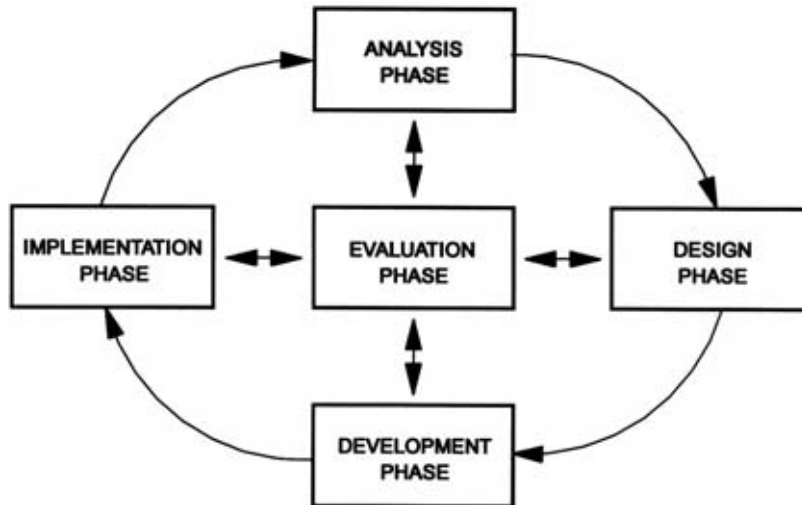 ANALYSIS
PHASE
IMPLEMENTATION
PHASE
EVALUATION
PHASE
DESIGN
PHASE
DEVELOPMENT
PHASE